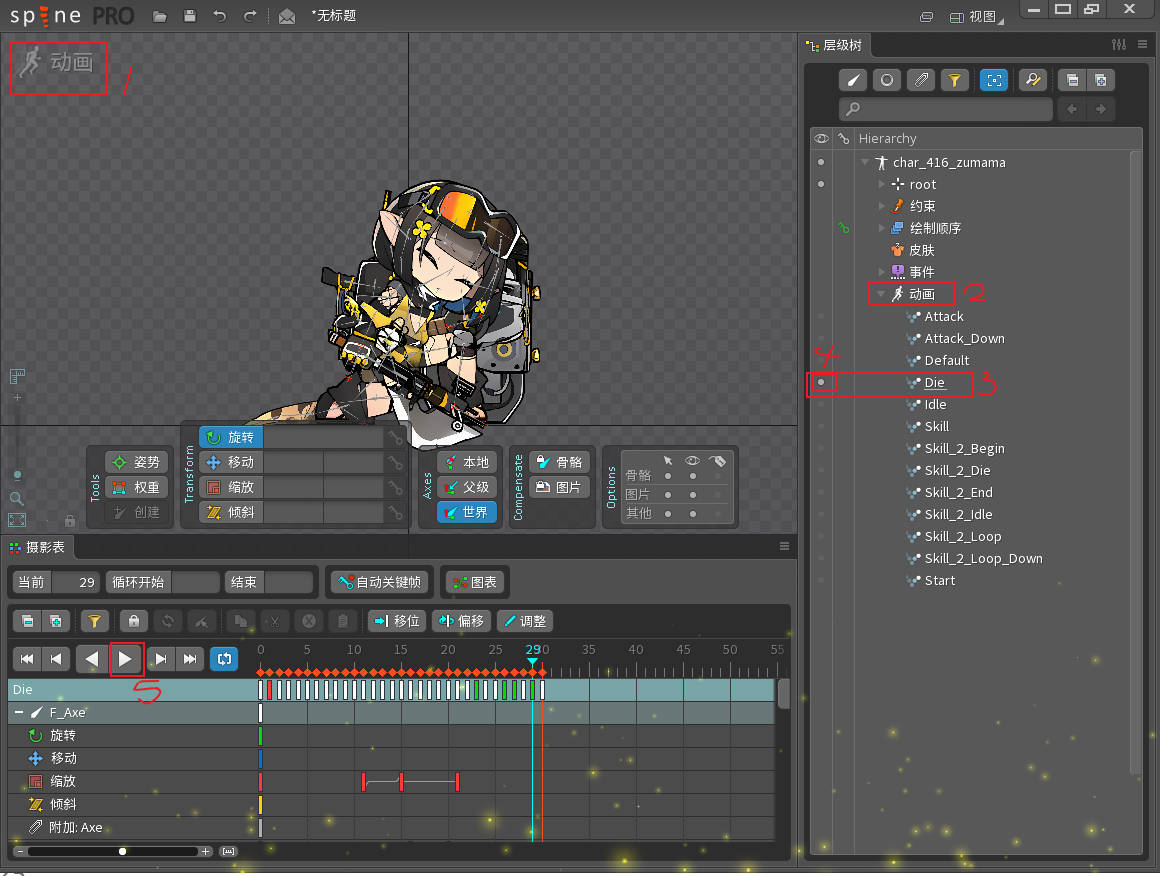 spine PRO
*无标题
视图
动画 1
层级树
Hierarchy
char_416_zumama
root
约束
绘制顺序
皮肤
事件
动画 2
Attack
Attack_Down
4
Default
Die 3
Idle
Skill
Skill_2_Begin
Skill_2_Die
Skill_2_End
Skill_2_Idle
Skill_2_Loop
Skill_2_Loop_Down
Start
Tools
姿势
权重
创建
Transform
旋转
移动
缩放
倾斜
Axes
本地
父级
世界
Compensate
骨骼
图片
Options
骨骼
图片
其他
摄影表
当前 29 循环开始 结束 自动关键帧 图表
移位 偏移 调整
0 5 10 15 20 25 29 30 35 40 45 50 55
5
Die
F_Axe
旋转
移动
缩放
倾斜
附加: Axe